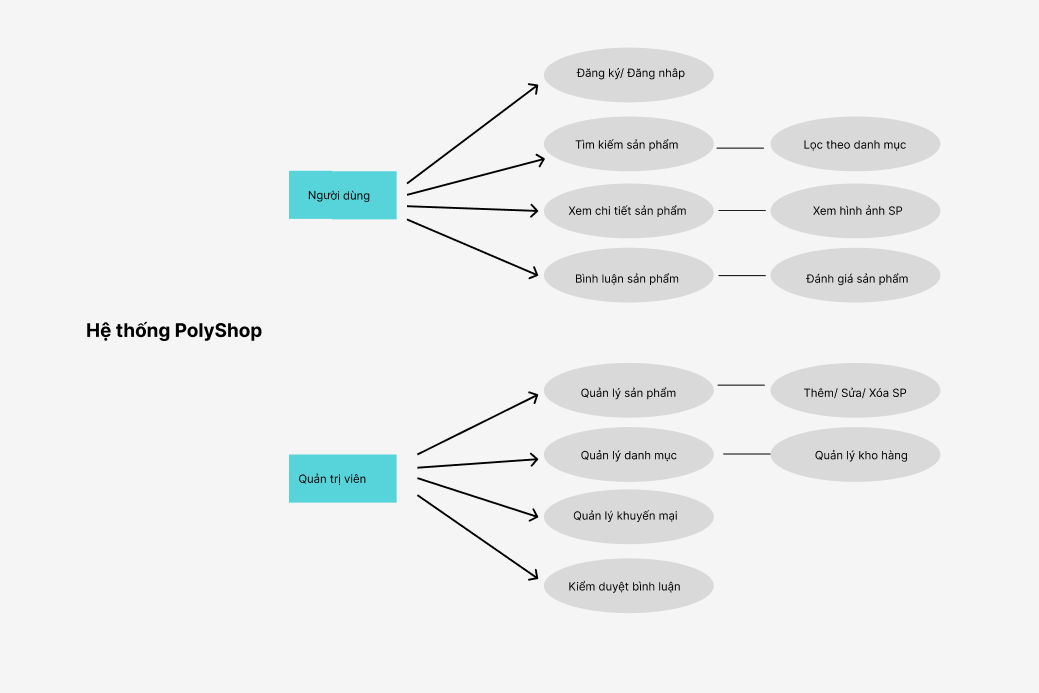 Đăng ký/ Đăng nhâp
Tìm kiếm sản phẩm
Lọc theo danh mục
Người dùng
Xem chi tiết sản phẩm
Xem hình ảnh SP
Bình luận sản phẩm
Đánh giá sản phẩm
Hệ thống PolyShop
Quản lý sản phẩm
Thêm/ Sửa/ Xóa SP
Quản lý danh mục
Quản lý kho hàng
Quản trị viên
Quản lý khuyến mại
Kiểm duyệt bình luận